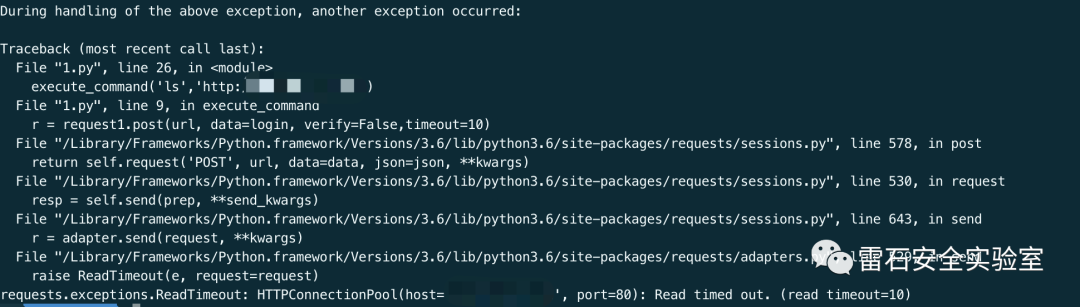 During handling of the above exception, another exception occurred:
Traceback (most recent call last):
File "1.py", line 26, in <module>
execute_command('ls','http: )
File "1.py", line 9, in execute_command
r = request1.post(url, data=login, verify=False,timeout=10)
File "/Library/Frameworks/Python.framework/Versions/3.6/lib/python3.6/site-packages/requests/sessions.py", line 578, in post
return self.request('POST', url, data=data, json=json, **kwargs)
File "/Library/Frameworks/Python.framework/Versions/3.6/lib/python3.6/site-packages/requests/sessions.py", line 530, in request
resp = self.send(prep, **send_kwargs)
File "/Library/Frameworks/Python.framework/Versions/3.6/lib/python3.6/site-packages/requests/sessions.py", line 643, in send
r = adapter.send(request, **kwargs)
File "/Library/Frameworks/Python.framework/Versions/3.6/lib/python3.6/site-packages/requests/adapters.py", in send
雷石安全实验室
raise ReadTimeout(e, request=request)
requests.exceptions.ReadTimeout: HTTPConnectionPool(host= ', port=80): Read timed out. (read timeout=10)